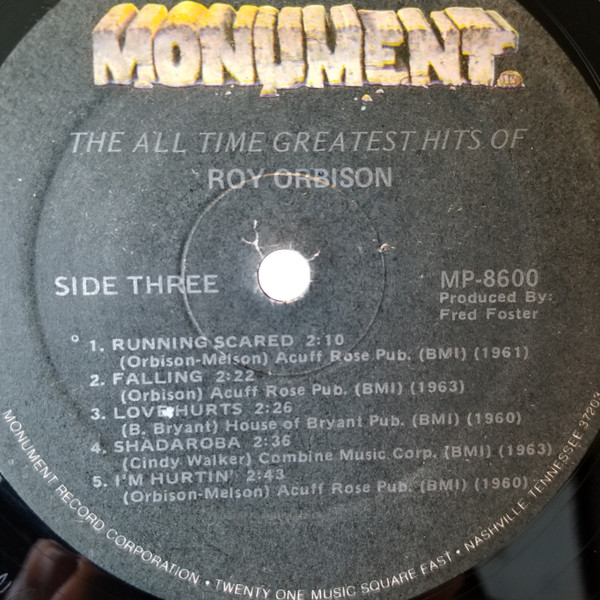 MONUMENT
THE ALL TIME GREATEST HITS OF
ROY ORBISON
SIDE THREE
MP-8600
Produced By:
Fred Foster
1. RUNNING SCARED 2:10
(Orbison-Melson) Acuff Rose Pub. (BMI) (1961)
2. FALLING 2:22
(Orbison) Acuff Rose Pub. (BMI) (1963)
3. LOVE HURTS 2:26
(B. Bryant) House of Bryant Pub. (BMI) (1960)
4. SHADAROBA 2:36
(Cindy Walker) Combine Music Corp. (BMI) (1963)
5. I'M HURTIN' 2:43
(Orbison-Melson) Acuff Rose Pub. (BMI) (1960)
MONUMENT RECORD CORPORATION • TWENTY ONE MUSIC SQUARE EAST • NASHVILLE, TENNESSEE 37203